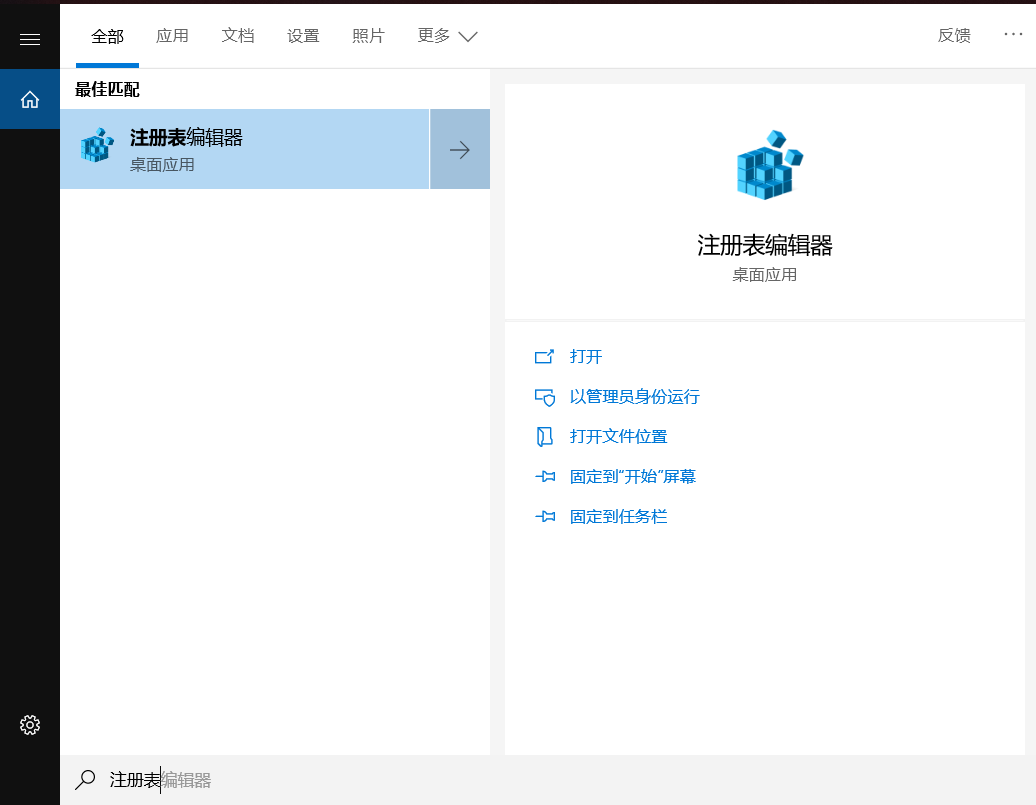 全部 应用 文档 设置 照片 更多 反馈 ···
最佳匹配
注册表编辑器
桌面应用
注册表编辑器
桌面应用
打开
以管理员身份运行
打开文件位置
固定到“开始”屏幕
固定到任务栏
注册表编辑器